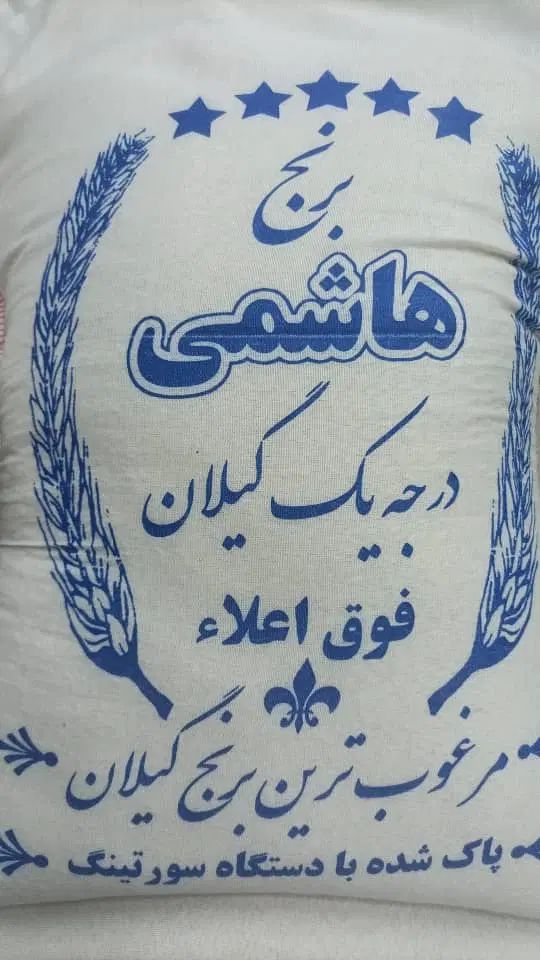 برنج
هاشمی
درجه یک گیلان
فوق اعلاء
مرغوب ترین برنج گیلان
پاک شده با دستگاه سورتینگ